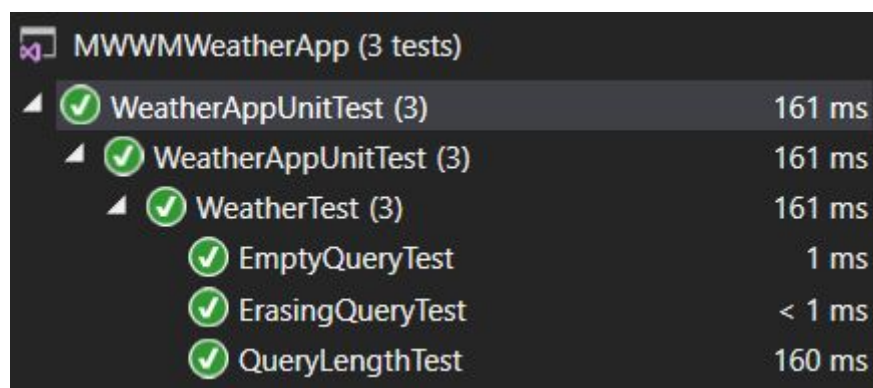 MWWMWeatherApp (3 tests)
WeatherAppUnitTest (3) 161 ms
WeatherAppUnitTest (3) 161 ms
WeatherTest (3) 161 ms
EmptyQueryTest 1 ms
ErasingQueryTest < 1 ms
QueryLengthTest 160 ms